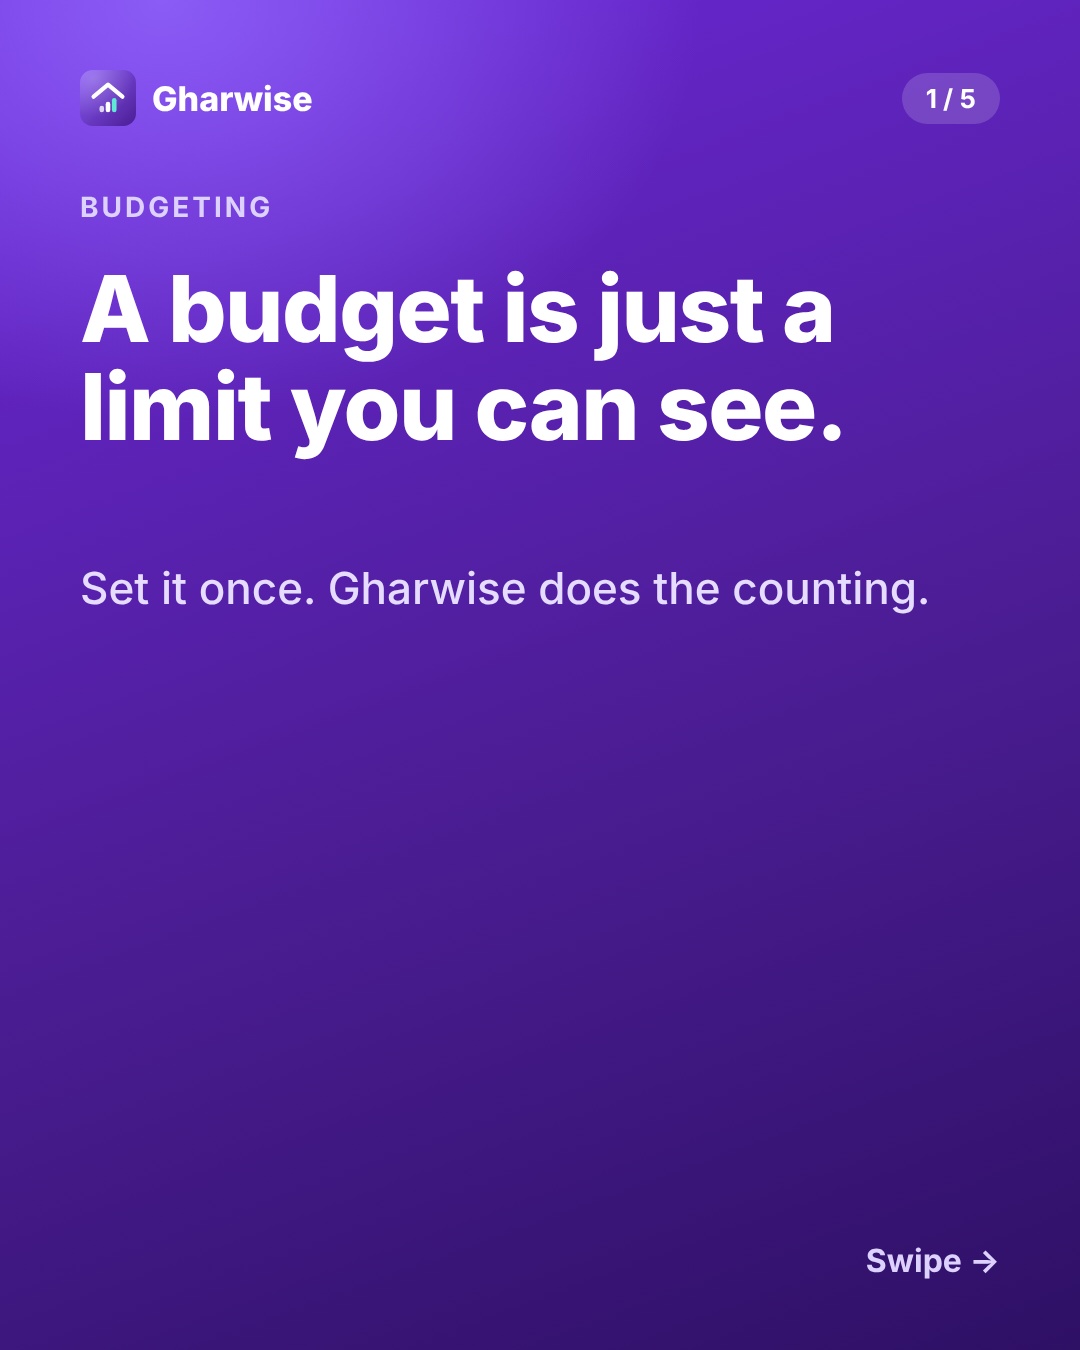 Gharwise
1 / 5
BUDGETING
A budget is just a
limit you can see.
Set it once. Gharwise does the counting.
Swipe →